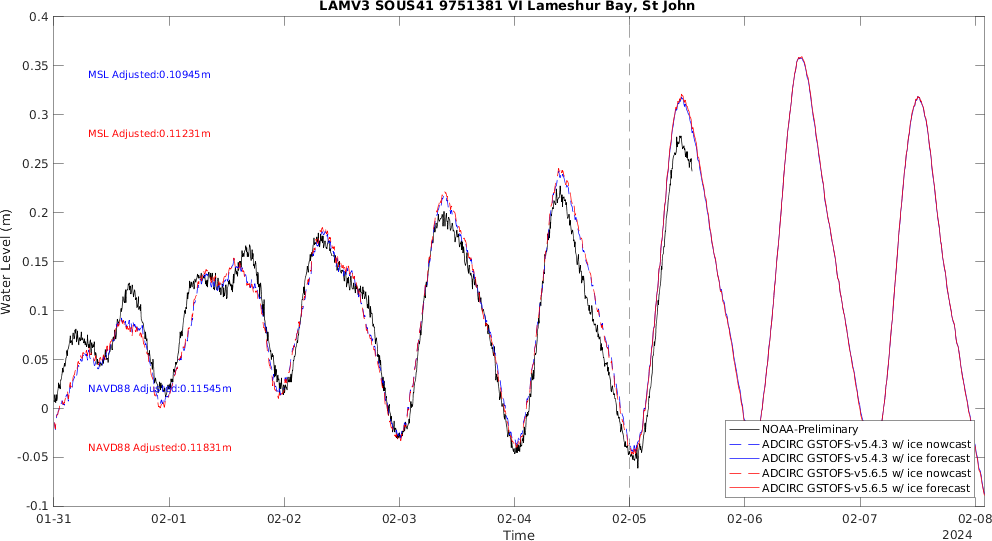 LAMV3 SOUS41 9751381 VI Lameshur Bay, St John
0.4
0.35
0.3
0.25
0.2
0.15
0.1
0.05
0
-0.05
-0.1
Water Level (m)
MSL Adjusted:0.10945m
MSL Adjusted:0.11231m
NAVD88 Adjusted:0.11545m
NAVD88 Adjusted:0.11831m
NOAA-Preliminary
ADCIRC GSTOFS-v5.4.3 w/ ice nowcast
ADCIRC GSTOFS-v5.4.3 w/ ice forecast
ADCIRC GSTOFS-v5.6.5 w/ ice nowcast
ADCIRC GSTOFS-v5.6.5 w/ ice forecast
01-31 02-01 02-02 02-03 02-04 02-05 02-06 02-07 02-08
Time
2024